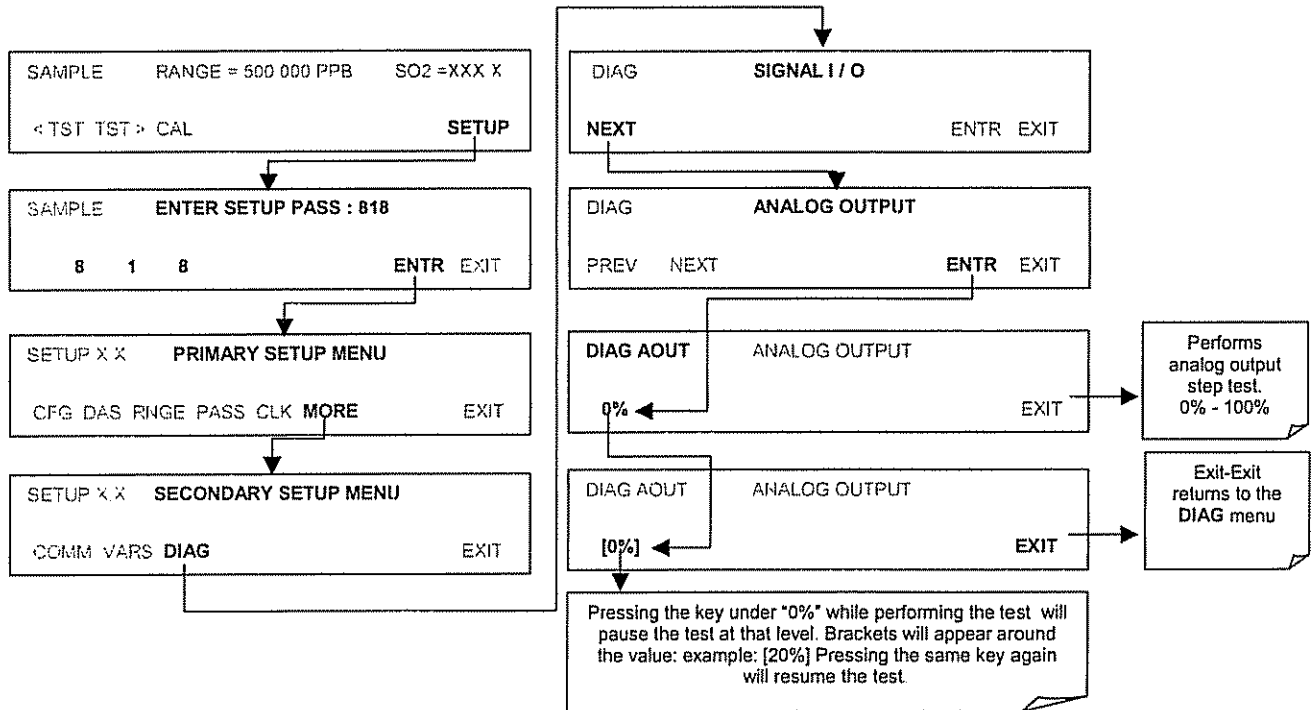 SAMPLE RANGE = 500 000 PPB SO2 =XXX X
< TST TST > CAL SETUP
SAMPLE ENTER SETUP PASS : 818
8 1 8 ENTR EXIT
SETUP X X PRIMARY SETUP MENU
CFG DAS RNGE PASS CLK MORE EXIT
SETUP X.X SECONDARY SETUP MENU
COMM VARS DIAG EXIT
DIAG SIGNAL I / O
NEXT ENTR EXIT
DIAG ANALOG OUTPUT
PREV NEXT ENTR EXIT
DIAG AOUT ANALOG OUTPUT
0% EXIT
Performs
analog output
step test.
0% - 100%
DIAG AOUT ANALOG OUTPUT
[0%] EXIT
Exit-Exit
returns to the
DIAG menu
Pressing the key under "0%" while performing the test will
pause the test at that level. Brackets will appear around
the value: example: [20%] Pressing the same key again
will resume the test.